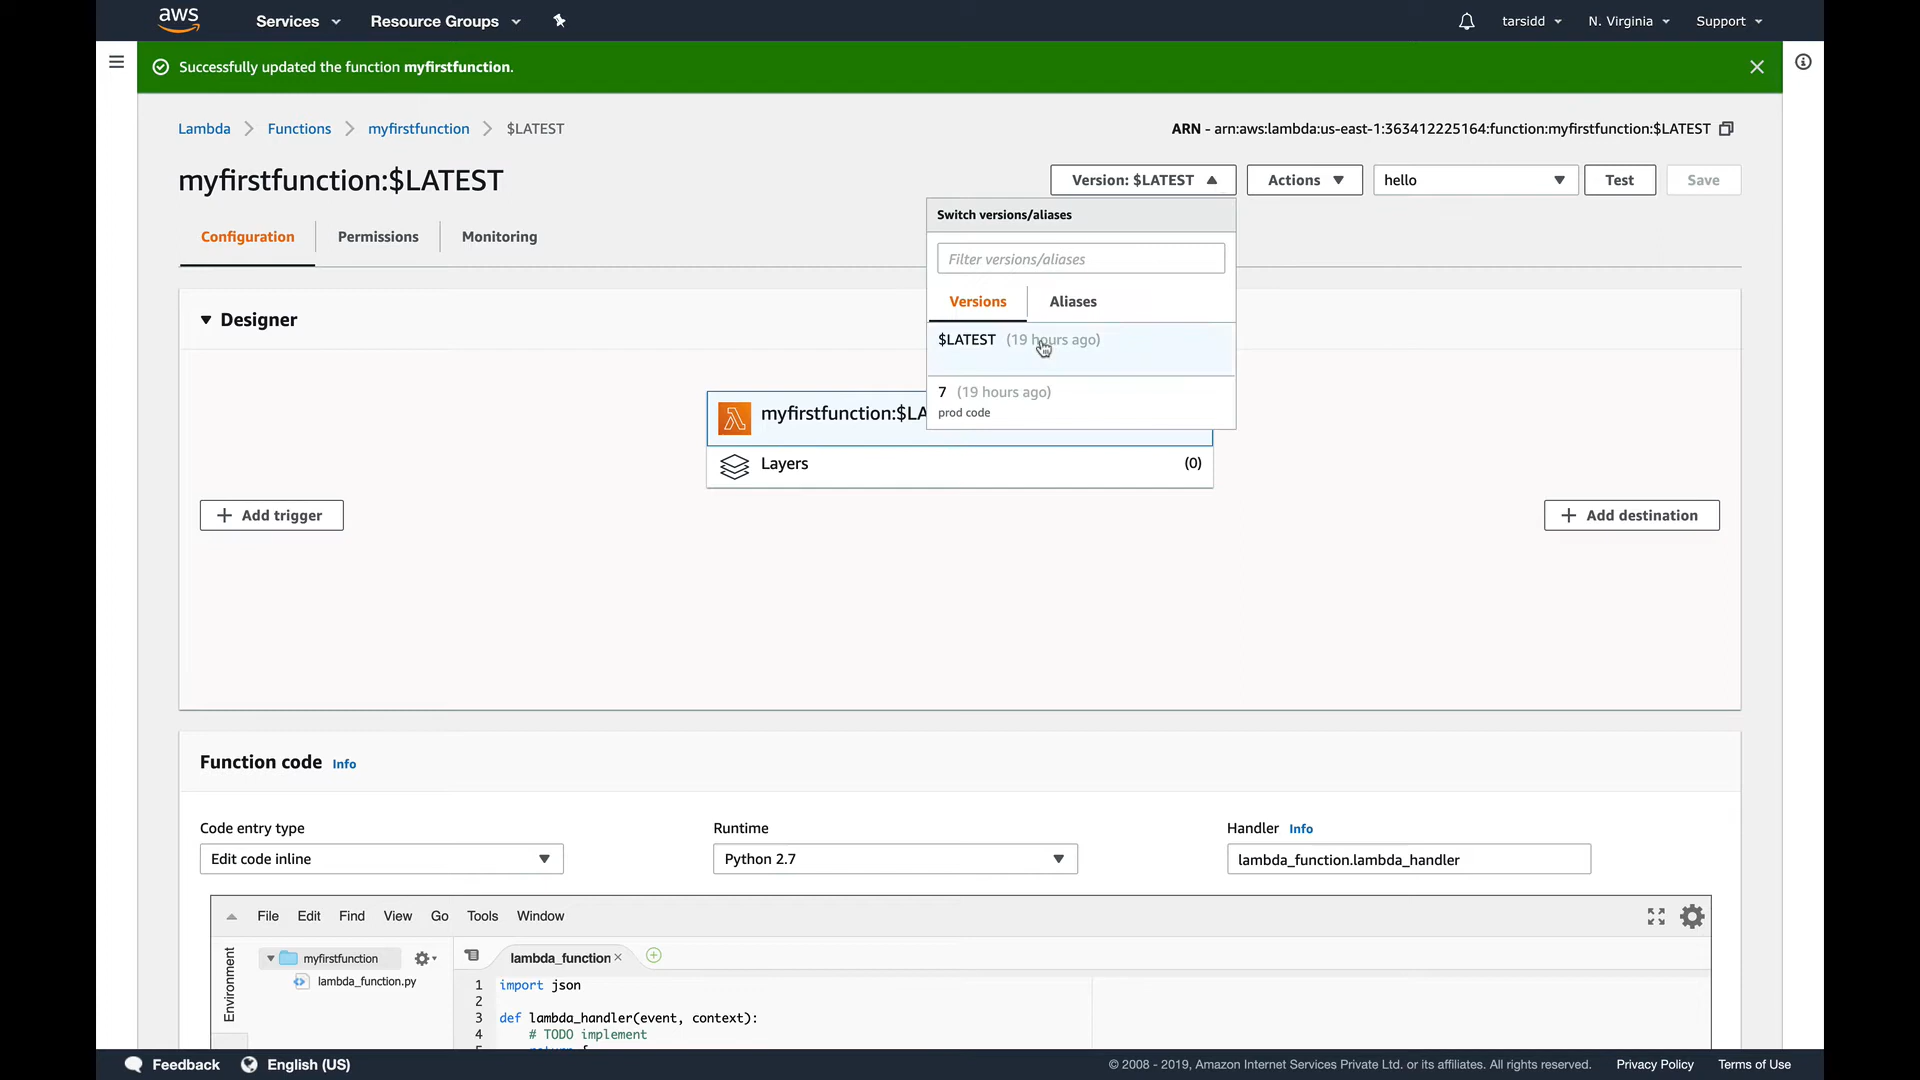 aws Services Resource Groups tarsidd N. Virginia Support
Successfully updated the function myfirstfunction.
Lambda Functions myfirstfunction $LATEST ARN - arn:aws:lambda:us-east-1:363412225164:function:myfirstfunction:$LATEST
myfirstfunction:$LATEST Version: $LATEST Actions hello Test Save
Switch versions/aliases
Configuration Permissions Monitoring
Filter versions/aliases
Versions Aliases
Designer
$LATEST (19 hours ago)
7 (19 hours ago)
prod code
myfirstfunction:$LA
Layers (0)
+ Add trigger + Add destination
Function code Info
Code entry type Runtime Handler Info
Edit code inline Python 2.7 lambda_function.lambda_handler
File Edit Find View Go Tools Window
Environment
myfirstfunction lambda_function ×
lambda_function.py
1 import json
2
3 def lambda_handler(event, context):
4 # TODO implement
Feedback English (US) © 2008 - 2019, Amazon Internet Services Private Ltd. or its affiliates. All rights reserved. Privacy Policy Terms of Use